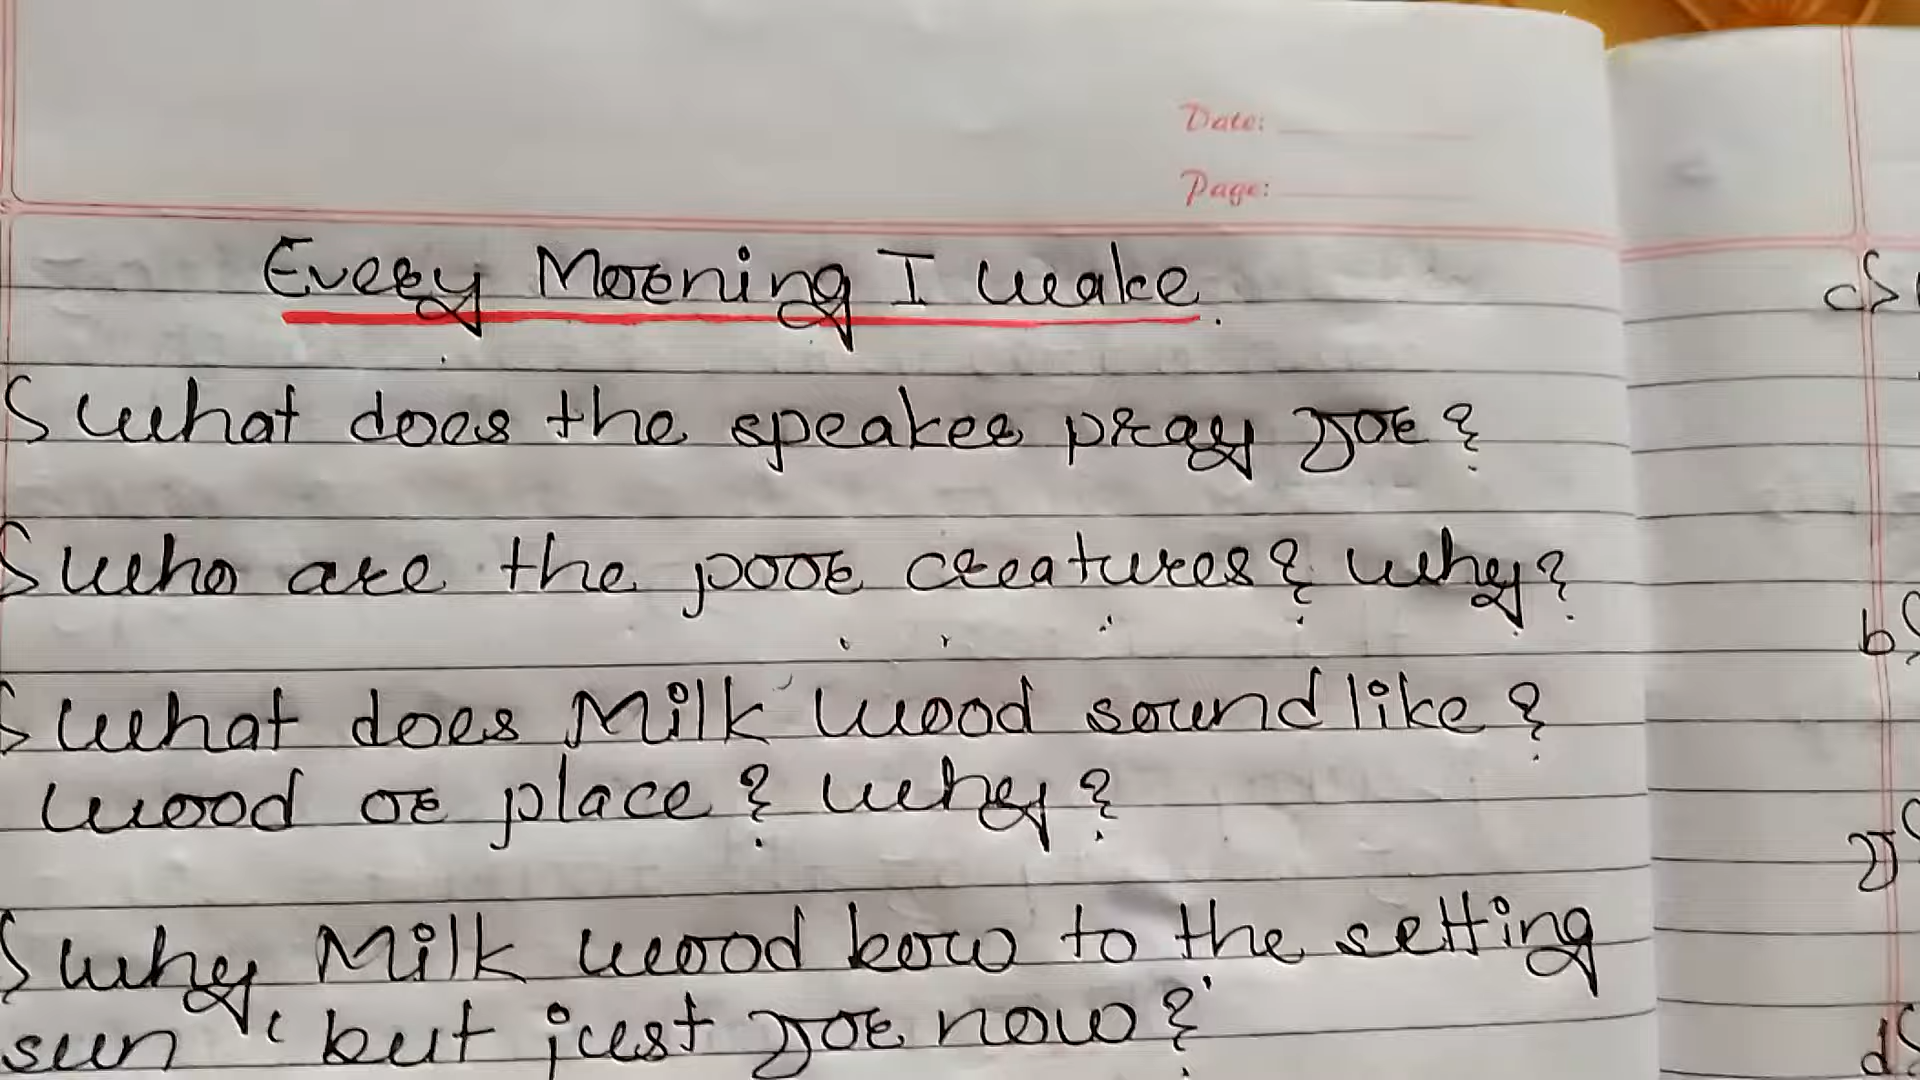 Date:
Page:
Every Morning I wake.
what does the speaker pray for?
who are the poor creatures? why?
what does Milk wood sound like?
wood or place? why?
why Milk wood bow to the setting
sun 'but just for now?'
c>
b
d